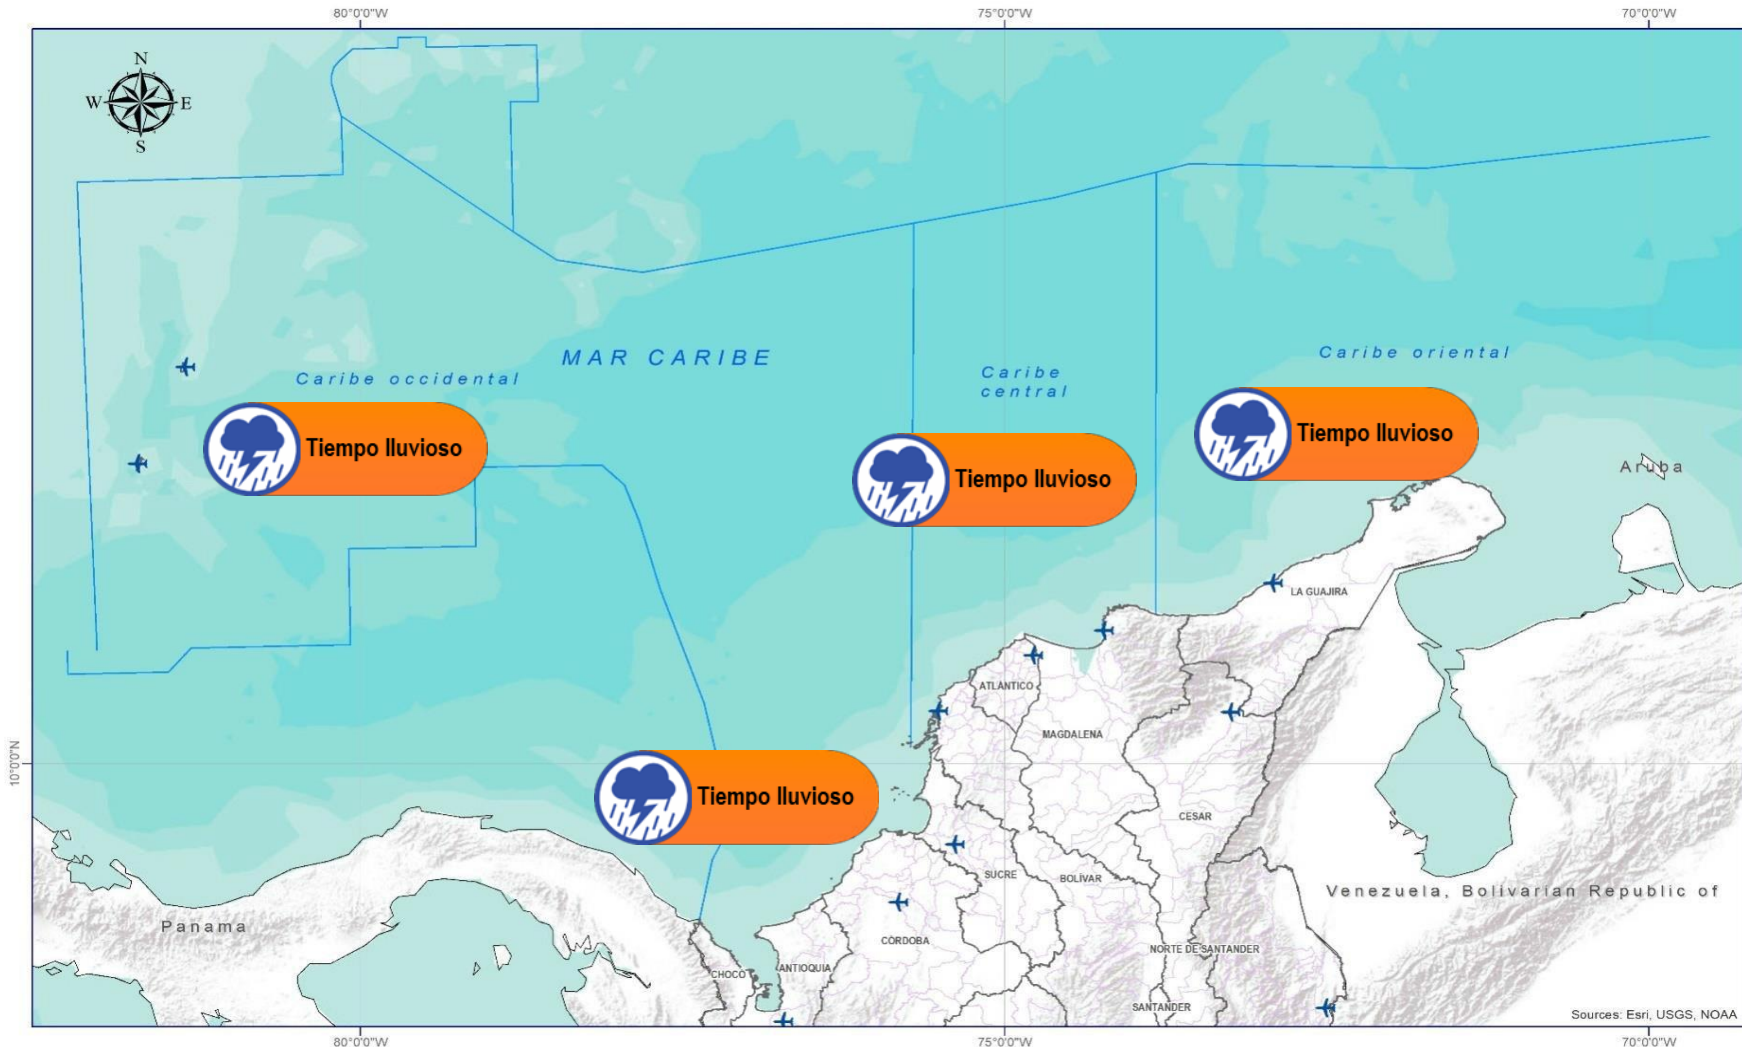 80°0'0"W
75°0'0"W
70°0'0"W
N
W
E
S
MAR CARIBE
Caribe occidental
Caribe
central
Caribe oriental
Tiempo lluvioso
Tiempo lluvioso
Tiempo lluvioso
Aruba
LA GUAJIRA
ATLÁNTICO
MAGDALENA
10°0'0"N
Tiempo lluvioso
CESAR
SUCRE
BOLÍVAR
Venezuela, Bolivarian Republic of
Panama
CÓRDOBA
NORTE DE SANTANDER
CHOCO
ANTIOQUIA
SANTANDER
Sources: Esri, USGS, NOAA
80°0'0"W
75°0'0"W
70°0'0"W